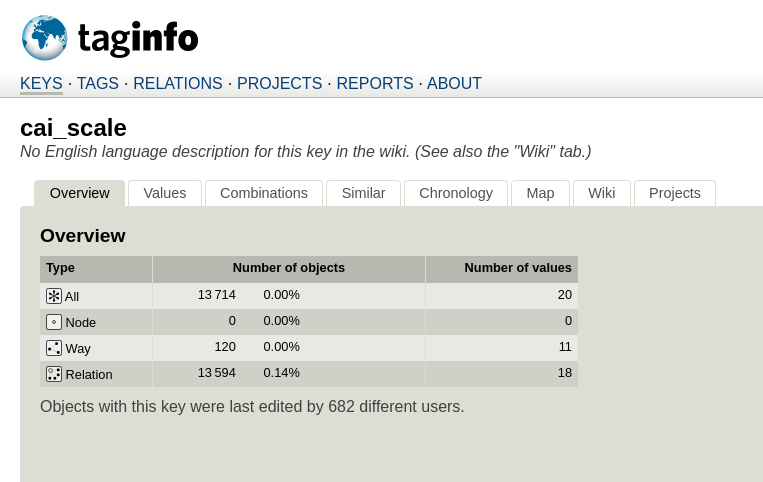 taginfo
KEYS · TAGS · RELATIONS · PROJECTS · REPORTS · ABOUT
cai_scale
No English language description for this key in the wiki. (See also the "Wiki" tab.)
Overview Values Combinations Similar Chronology Map Wiki Projects
Overview
Type Number of objects Number of values
All 13 714 0.00% 20
Node 0 0.00% 0
Way 120 0.00% 11
Relation 13 594 0.14% 18
Objects with this key were last edited by 682 different users.